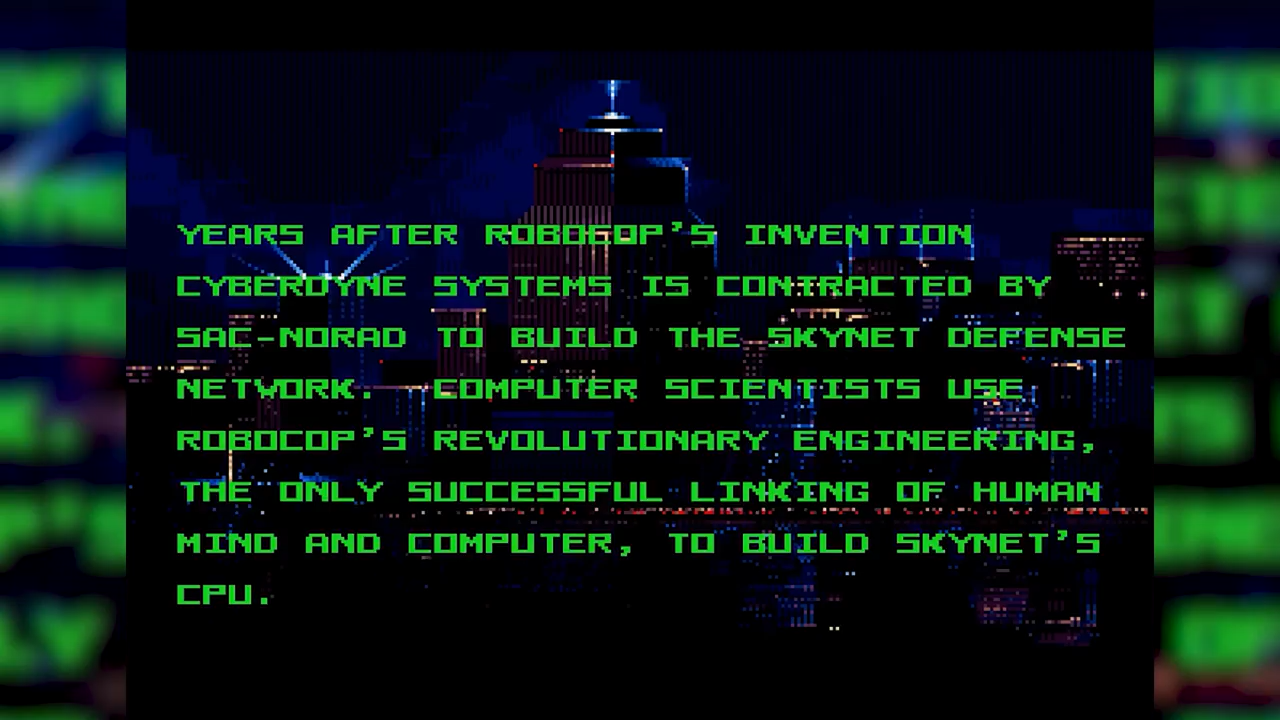 YEARS AFTER ROBOCOP'S INVENTION
CYBERDYNE SYSTEMS IS CONTRACTED BY
SAC-NORAD TO BUILD THE SKYNET DEFENSE
NETWORK. COMPUTER SCIENTISTS USE
ROBOCOP'S REVOLUTIONARY ENGINEERING,
THE ONLY SUCCESSFUL LINKING OF HUMAN
MIND AND COMPUTER, TO BUILD SKYNET'S
CPU.